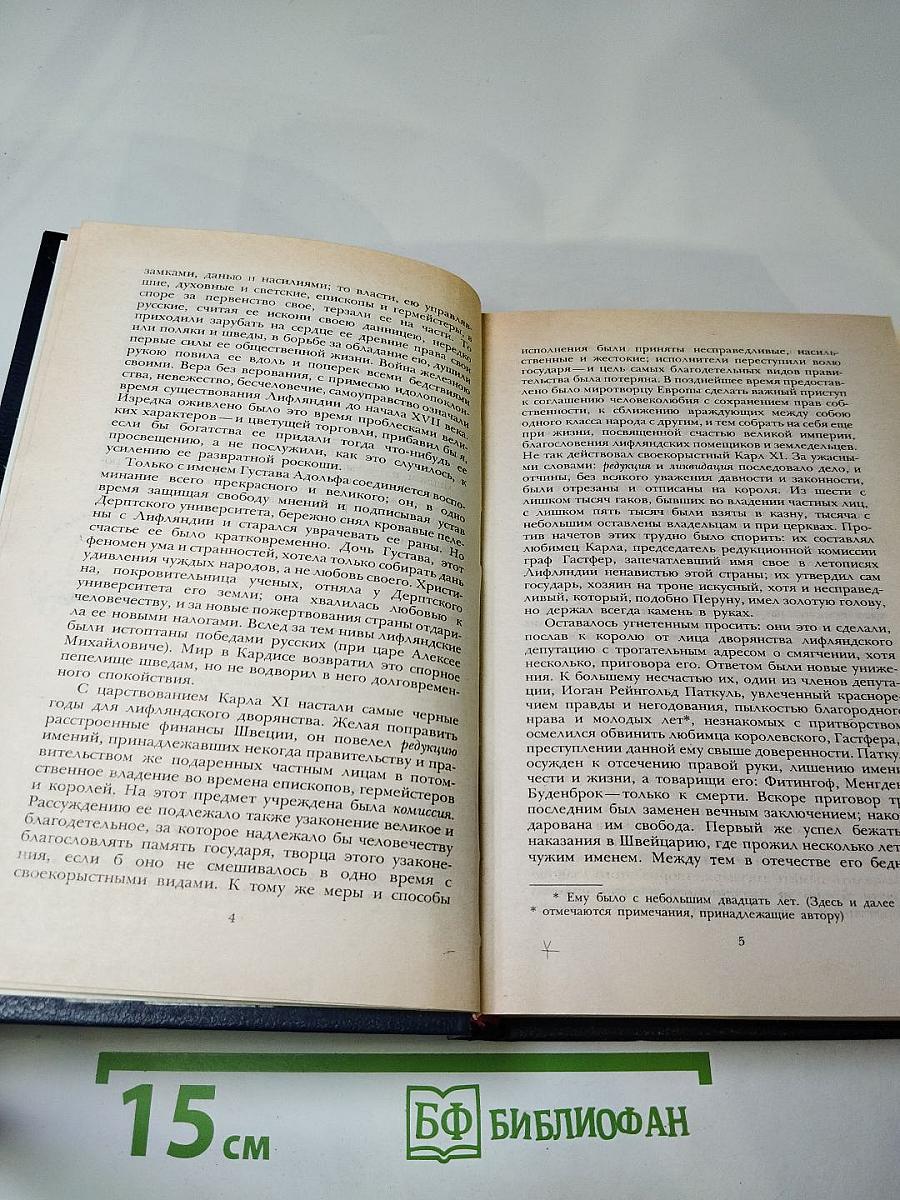 замками, данью и насилиями; то власти, ею управляв-
шие, духовные и светские, епископы и гермейстеры, в
споре за первенство свое, терзали ее на части. То
русские, считая ее искони своею данницею, нередко
приходили зарубать на сердце ее древние права свои
или поляки и шведы, в борьбе за обладание ею, душили
первые силы ее общественной жизни. Война железною
рукою повила ее вдоль и поперек всеми бедствиями
своими. Вера без верования, с примесью идолопоклон-
ства, невежество, бесчеловечие, самоуправство означали
время существования Лифляндии до начала XVII века.
Изредка оживлено было это время проблесками вели-
ких характеров — и цветущей торговли, прибавил бы я,
если бы богатства ее придали тогда что-нибудь ее
просвещению, а не послужили, как это случилось, к
усилению ее развратной роскоши.
Только с именем Густава Адольфа соединяется воспо-
минание всего прекрасного и великого; он, в одно
время защищая свободу мнений и подписывая устав
Дерптского университета, бережно снял кровавые пеле-
ны с Лифляндии и старался уврачевать ее раны. Но
счастье ее было кратковременно. Дочь Густава, этот
феномен ума и странностей, хотела только собирать дань
удивления чуждых народов, а не любовь своего. Христи-
на, покровительница ученых, отняла у Дерптского
университета его земли; она хвалилась любовью к
человечеству, и за новые пожертвования страны отдари-
ла ее новыми налогами. Вслед за тем нивы лифляндские
были истоптаны победами русских (при царе Алексее
Михайловиче). Мир в Кардисе возвратил это спорное
пепелище шведам, но не водворил в него долговремен-
ного спокойствия.
С царствованием Карла XI настали самые черные
годы для лифляндского дворянства. Желая поправить
расстроенные финансы Швеции, он повелел редукцию
имений, принадлежавших некогда правительству и пра-
вительством же подаренных частным лицам в потом-
ственное владение во времена епископов, гермейстеров
и королей. На этот предмет учреждена была комиссия.
Рассуждению ее подлежало также узаконение великое и
благодетельное, за которое надлежало бы человечеству
благословлять память государя, творца этого узаконе-
ния, если б оно не смешивалось в одно время с
своекорыстными видами. К тому же меры и способы
4
исполнения были приняты несправедливые, насиль-
ственные и жестокие; исполнители переступили волю
государя — и цель самых благодетельных видов прави-
тельства была потеряна. В позднейшее время предостав-
лено было миротворцу Европы сделать важный приступ
к соглашению человеколюбия с сохранением прав соб-
ственности, к сближению враждующих между собою
одного класса народа с другим, и тем собрать на себя еще
при жизни, посвященной счастью великой империи,
благословения лифляндских помещиков и земледельцев.
Не так действовал своекорыстный Карл XI. За ужасны-
ми словами: редукция и ликвидация последовало дело, и
отчины, без всякого уважения давности и законности,
были отрезаны и отписаны на короля. Из шести с
лишком тысяч гаков, бывших во владении частных лиц,
с лишком пять тысяч были взяты в казну, тысяча с
небольшим оставлены владельцам и при церквах. Про-
тив начетов этих трудно было спорить: их составлял
любимец Карла, председатель редукционной комиссии
граф Гастфер, запечатлевший имя свое в летописях
Лифляндии ненавистью этой страны; их утвердил сам
государь, хозяин на троне искусный, хотя и несправед-
ливый, который, подобно Перуну, имел золотую голову,
но держал всегда камень в руках.
Оставалось угнетенным просить: они это и сделали,
послав к королю от лица дворянства лифляндского
депутацию с трогательным адресом о смягчении, хотя
несколько, приговора его. Ответом были новые униже-
ния. К большему несчастью их, один из членов депута-
ции, Иоган Рейнгольд Паткуль, увлеченный красноре-
чием правды и негодования, пылкостью благородного
нрава и молодых лет*, незнакомых с притворством
осмелился обвинить любимца королевского, Гастфера,
преступлении данной ему свыше доверенности. Паткул
осужден к отсечению правой руки, лишению имени
чести и жизни, а товарищи его: Фитингоф, Менгден
Буденброк — только к смерти. Вскоре приговор тр
последним был заменен вечным заключением; нако
дарована им свобода. Первый же успел бежать
наказания в Швейцарию, где прожил несколько лет
чужим именем. Между тем в отечестве его бедн
* Ему было с небольшим двадцать лет. (Здесь и далее
* отмечаются примечания, принадлежащие автору)
5
15 см
БФ БИБЛИОФАН